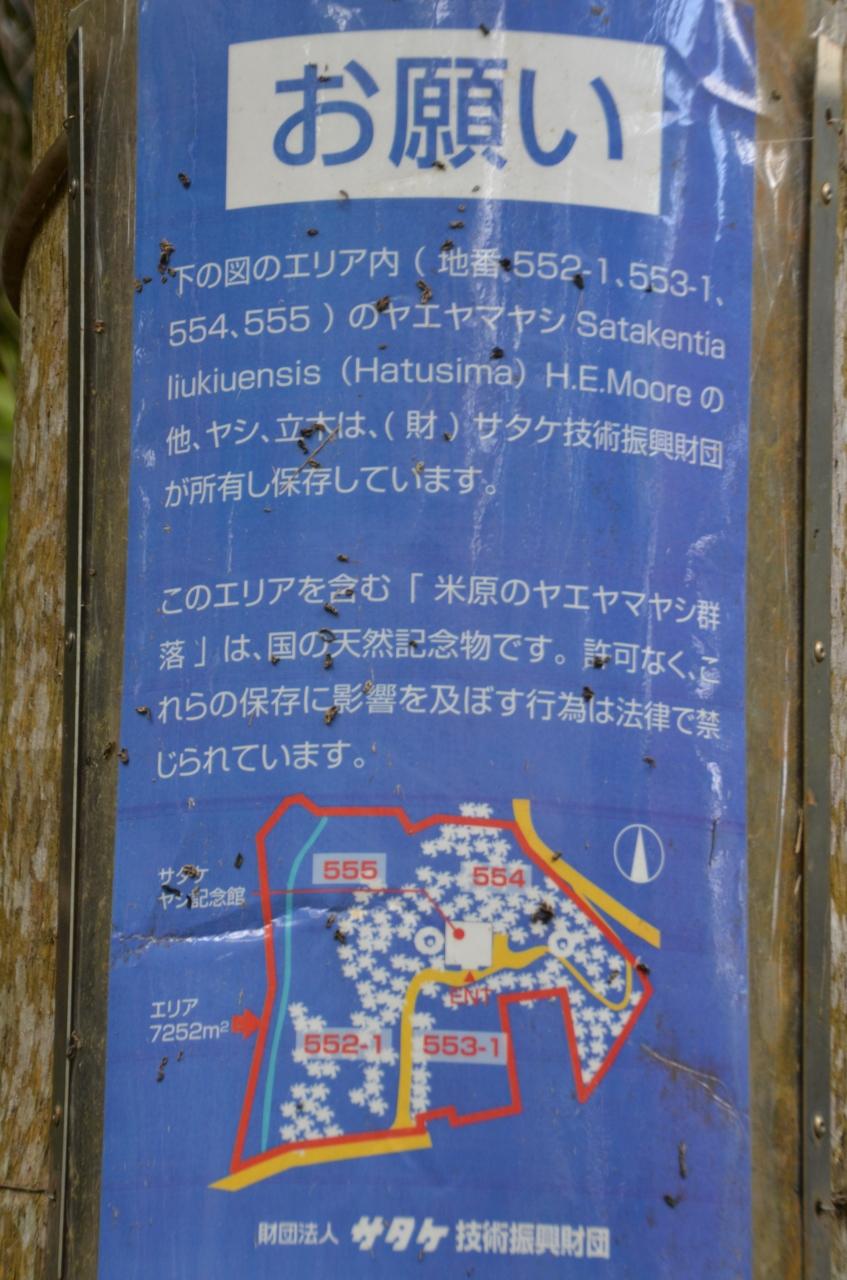 お願い
下の図のエリア内（地番 552-1、553-1、
554、555）のヤエヤマヤシ Satakentia
liukiuensis（Hatusima）H.E.Moore の
他、ヤシ、立木は、（財）サタケ技術振興財団
が所有し保存しています。
このエリアを含む「米原のヤエヤマヤシ群
落」は、国の天然記念物です。許可なく、こ
れらの保存に影響を及ぼす行為は法律で禁
じられています。
サタケ
ヤシ記念館
555
554
エリア
7252m²
ENT
552-1
553-1
財団法人 サタケ 技術振興財団